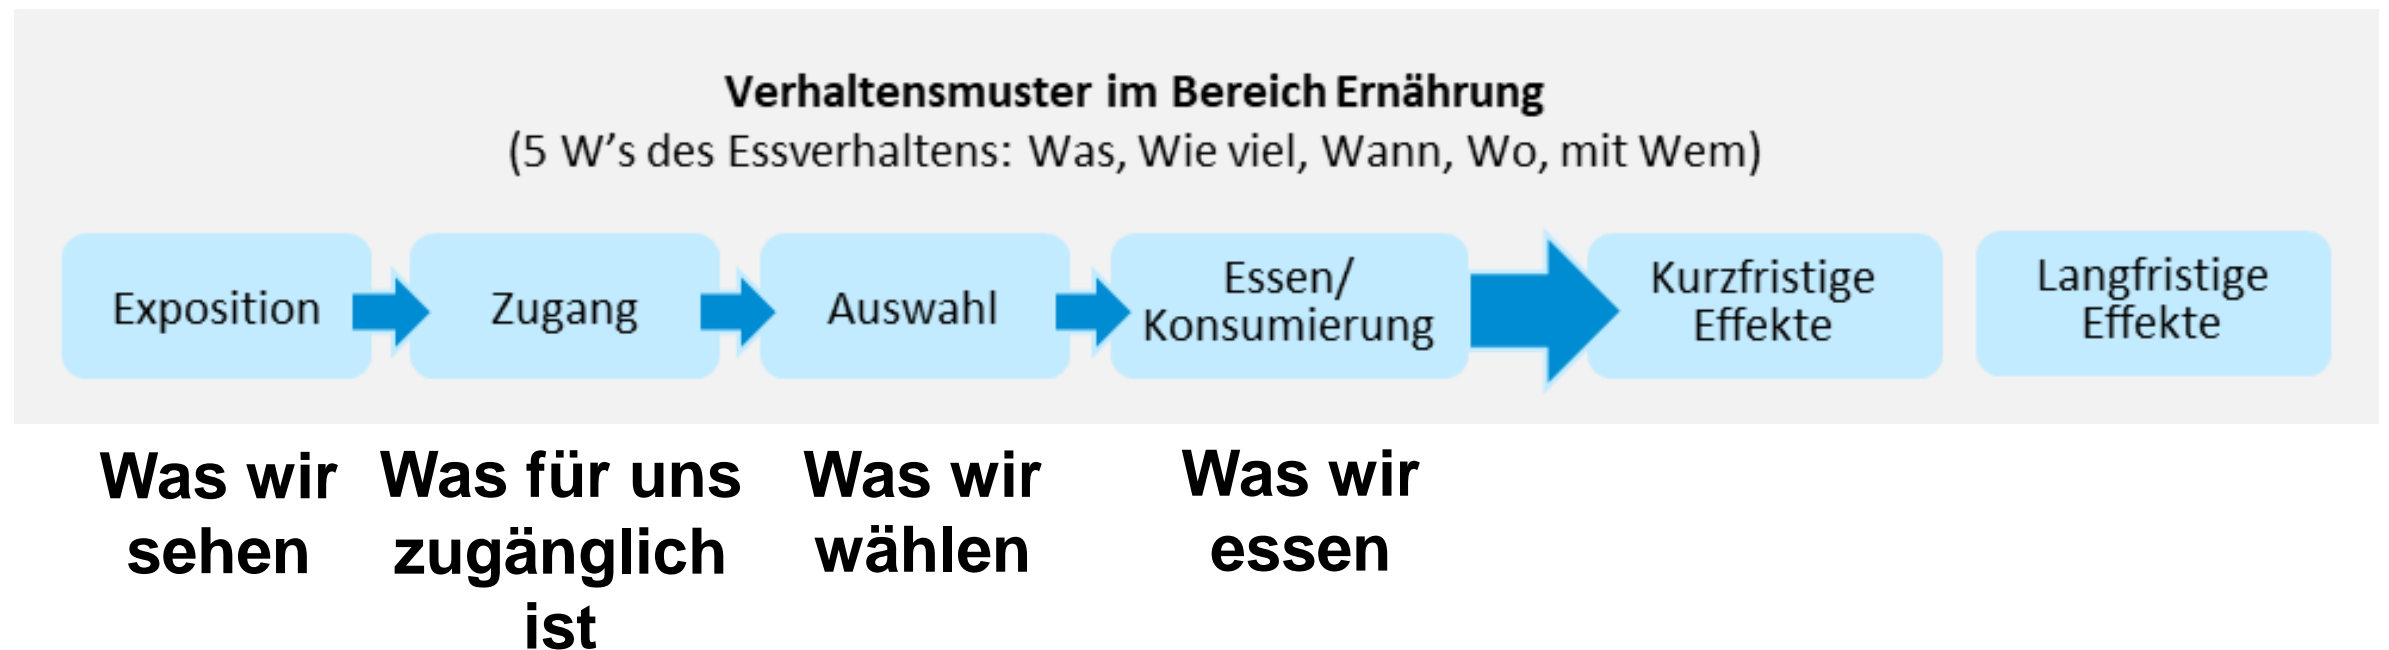 Verhaltensmuster im Bereich Ernährung
(5 W's des Essverhaltens: Was, Wie viel, Wann, Wo, mit Wem)
Exposition
Zugang
Auswahl
Essen/
Konsumierung
Kurzfristige
Effekte
Langfristige
Effekte
Was wir
sehen
Was für uns
zugänglich
ist
Was wir
wählen
Was wir
essen